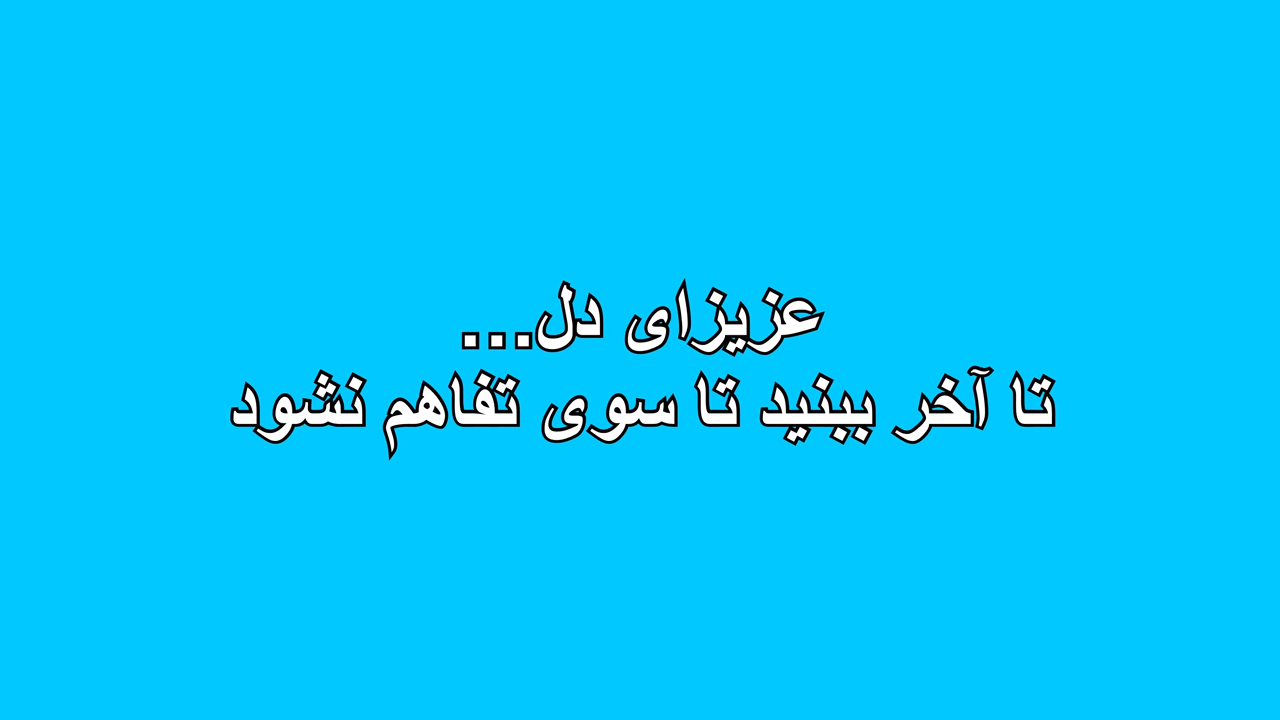 عزیزای دل...
تا آخر ببنید تا سوی تفاهم نشود